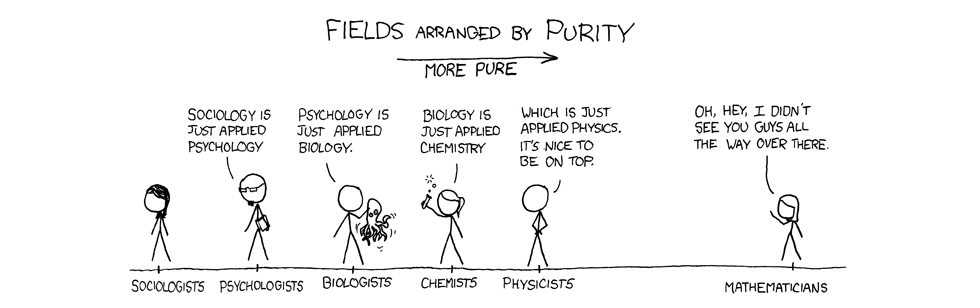 FIELDS ARRANGED BY PURITY
MORE PURE
SOCIOLOGY IS
JUST APPLIED
PSYCHOLOGY
PSYCHOLOGY IS
JUST APPLIED
BIOLOGY.
BIOLOGY IS
JUST APPLIED
CHEMISTRY
WHICH IS JUST
APPLIED PHYSICS.
IT'S NICE TO
BE ON TOP.
OH, HEY, I DIDN'T
SEE YOU GUYS ALL
THE WAY OVER THERE.
SOCIOLOGISTS
PSYCHOLOGISTS
BIOLOGISTS
CHEMISTS
PHYSICISTS
MATHEMATICIANS